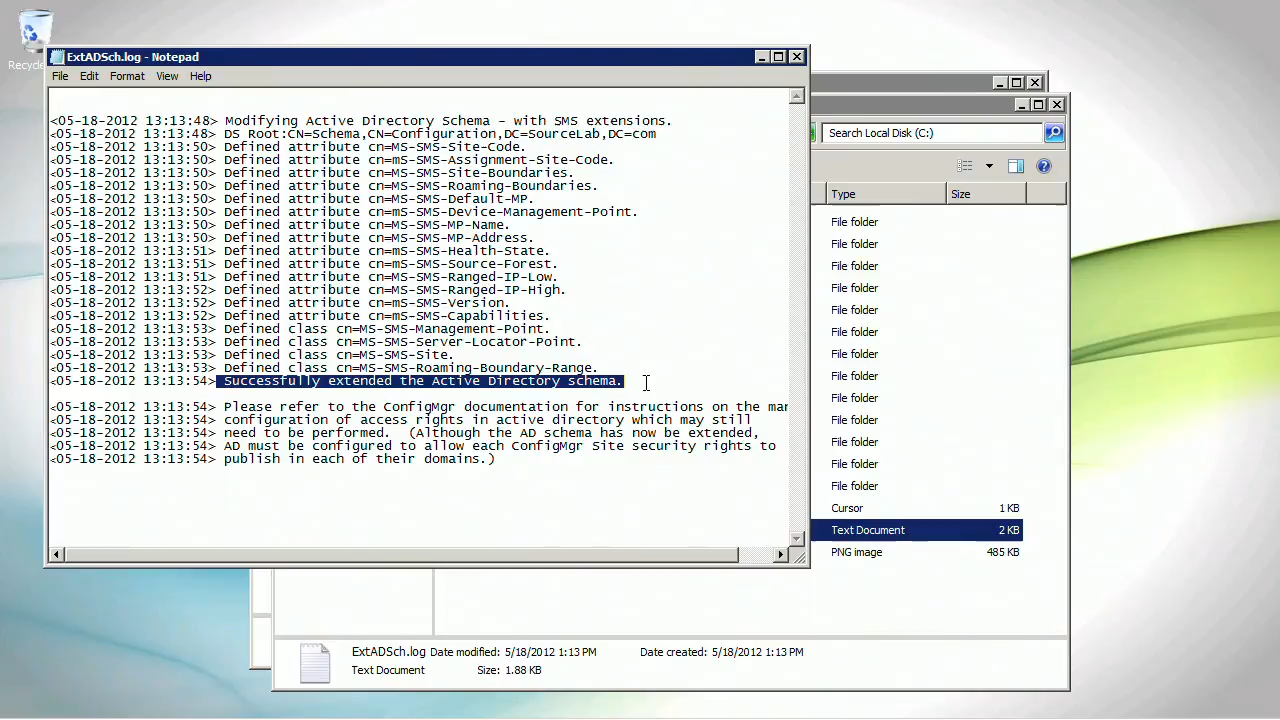 Recycle
ExtADSch.log - Notepad
File Edit Format View Help
<05-18-2012 13:13:48> Modifying Active Directory Schema - with SMS extensions.
<05-18-2012 13:13:48> DS Root:CN=Schema,CN=Configuration,DC=SourceLab,DC=com
<05-18-2012 13:13:50> Defined attribute cn=MS-SMS-Site-Code.
<05-18-2012 13:13:50> Defined attribute cn=mS-SMS-Assignment-Site-Code.
<05-18-2012 13:13:50> Defined attribute cn=MS-SMS-Site-Boundaries.
<05-18-2012 13:13:50> Defined attribute cn=MS-SMS-Roaming-Boundaries.
<05-18-2012 13:13:50> Defined attribute cn=MS-SMS-Default-MP.
<05-18-2012 13:13:50> Defined attribute cn=mS-SMS-Device-Management-Point.
<05-18-2012 13:13:50> Defined attribute cn=MS-SMS-MP-Name.
<05-18-2012 13:13:50> Defined attribute cn=MS-SMS-MP-Address.
<05-18-2012 13:13:51> Defined attribute cn=mS-SMS-Health-State.
<05-18-2012 13:13:51> Defined attribute cn=mS-SMS-Source-Forest.
<05-18-2012 13:13:51> Defined attribute cn=MS-SMS-Ranged-IP-Low.
<05-18-2012 13:13:52> Defined attribute cn=MS-SMS-Ranged-IP-High.
<05-18-2012 13:13:52> Defined attribute cn=mS-SMS-Version.
<05-18-2012 13:13:52> Defined attribute cn=mS-SMS-Capabilities.
<05-18-2012 13:13:53> Defined class cn=MS-SMS-Management-Point.
<05-18-2012 13:13:53> Defined class cn=MS-SMS-Server-Locator-Point.
<05-18-2012 13:13:53> Defined class cn=MS-SMS-Site.
<05-18-2012 13:13:53> Defined class cn=MS-SMS-Roaming-Boundary-Range.
<05-18-2012 13:13:54> Successfully extended the Active Directory schema.
<05-18-2012 13:13:54> Please refer to the ConfigMgr documentation for instructions on the man
<05-18-2012 13:13:54> configuration of access rights in active directory which may still
<05-18-2012 13:13:54> need to be performed. (Although the AD schema has now be extended,
<05-18-2012 13:13:54> AD must be configured to allow each ConfigMgr Site security rights to
<05-18-2012 13:13:54> publish in each of their domains.)
Search Local Disk (C:)
Type Size
File folder
File folder
File folder
File folder
File folder
File folder
File folder
File folder
File folder
File folder
File folder
File folder
File folder
Cursor 1 KB
Text Document 2 KB
PNG image 485 KB
ExtADSch.log Date modified: 5/18/2012 1:13 PM Date created: 5/18/2012 1:13 PM
Text Document Size: 1.88 KB